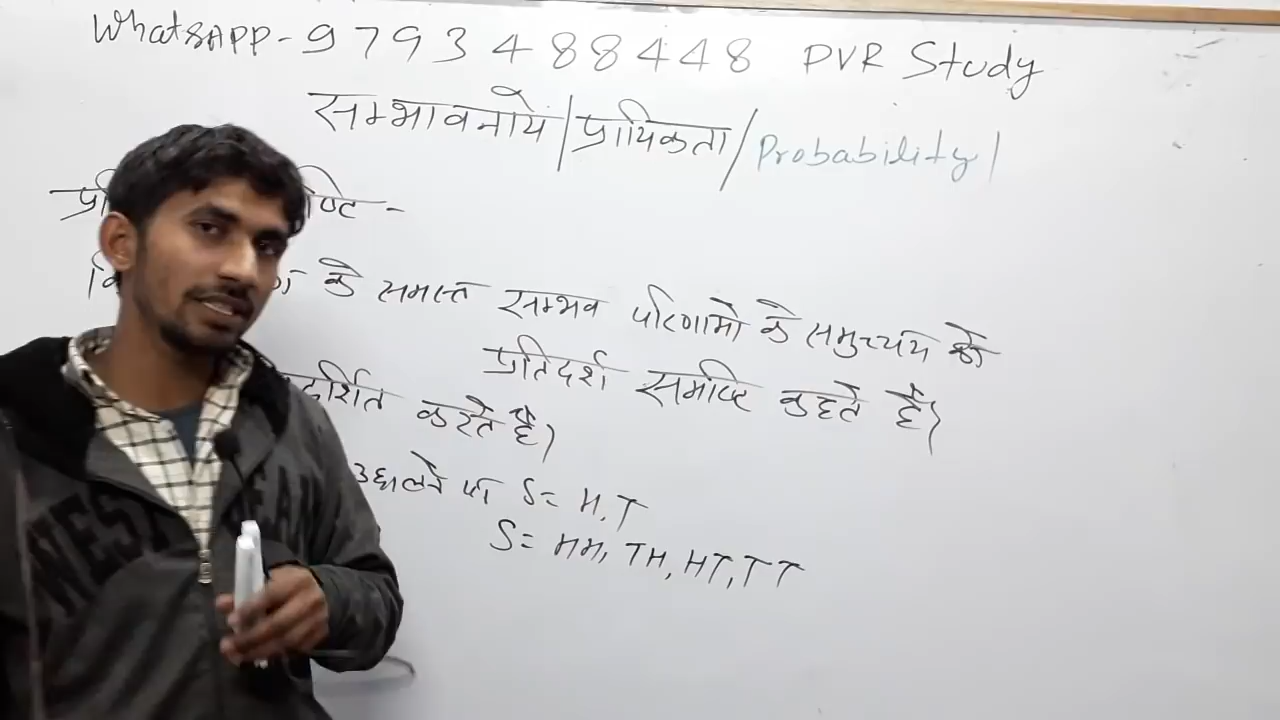 WhatsAPP - 9793488448 PVR Study
सम्भावनाये / प्रायिकता / Probability /
ष्टि -
के समस्त सम्भव परिणामो के समुच्चय को
प्रतिदर्श समष्टि कहते है।
दर्शित करते है।
उछालने पर S = H, T
S = HH, TH, HT, TT
WEST